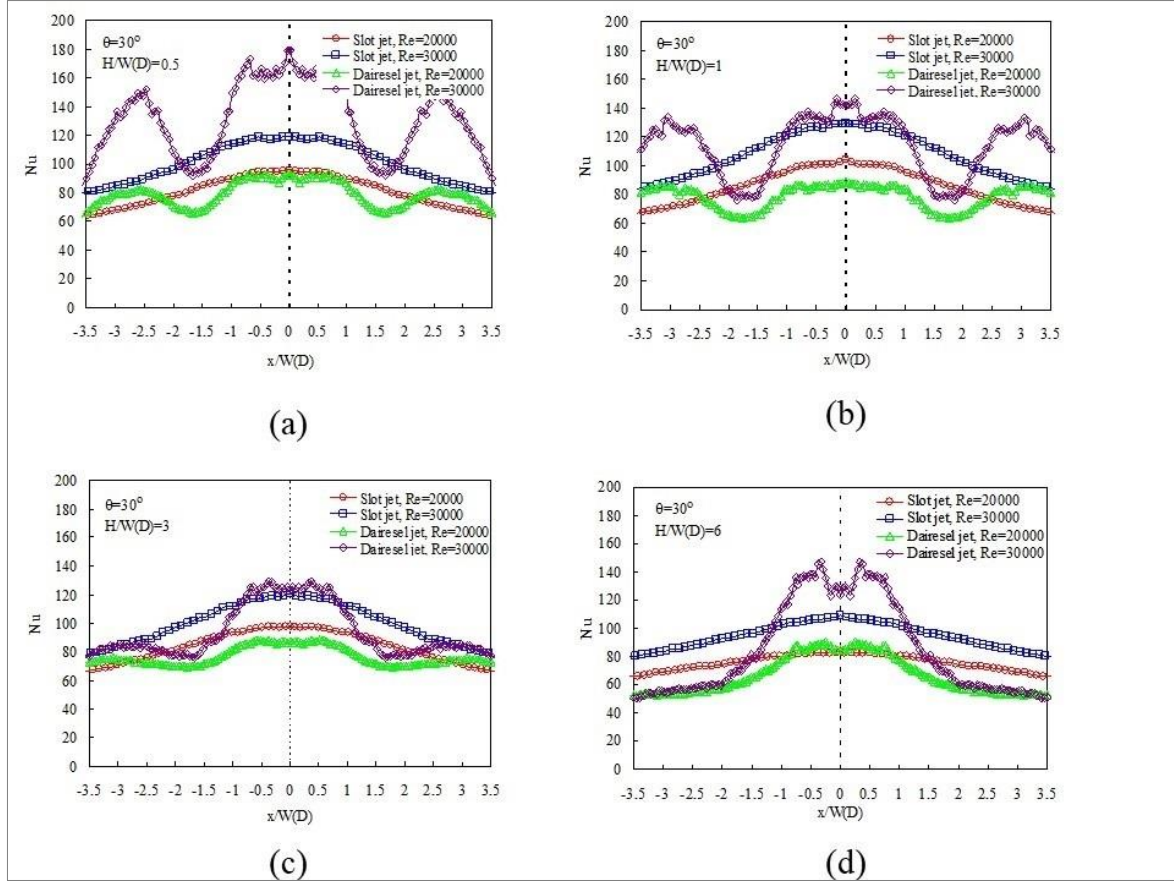 200
180
160
140
120
100
80
60
40
20
0
Nu
θ=30°
H/W(D)=0.5
Slot jet, Re=20000
Slot jet, Re=30000
Dairesel jet, Re=20000
Dairesel jet, Re=30000
-3.5 -3 -2.5 -2 -1.5 -1 -0.5 0 0.5 1 1.5 2 2.5 3 3.5
x/W(D)
(a)
200
180
160
140
120
100
80
60
40
20
0
Nu
θ=30°
H/W(D)=1
Slot jet, Re=20000
Slot jet, Re=30000
Dairesel jet, Re=20000
Dairesel jet, Re=30000
-3.5 -3 -2.5 -2 -1.5 -1 -0.5 0 0.5 1 1.5 2 2.5 3 3.5
x/W(D)
(b)
200
180
160
140
120
100
80
60
40
20
0
Nu
θ=30°
H/W(D)=3
Slot jet, Re=20000
Slot jet, Re=30000
Dairesel jet, Re=20000
Dairesel jet, Re=30000
-3.5 -3 -2.5 -2 -1.5 -1 -0.5 0 0.5 1 1.5 2 2.5 3 3.5
x/W(D)
(c)
200
180
160
140
120
100
80
60
40
20
0
Nu
θ=30°
H/W(D)=6
Slot jet, Re=20000
Slot jet, Re=30000
Dairesel jet, Re=20000
Dairesel jet, Re=30000
-3.5 -3 -2.5 -2 -1.5 -1 -0.5 0 0.5 1 1.5 2 2.5 3 3.5
x/W(D)
(d)